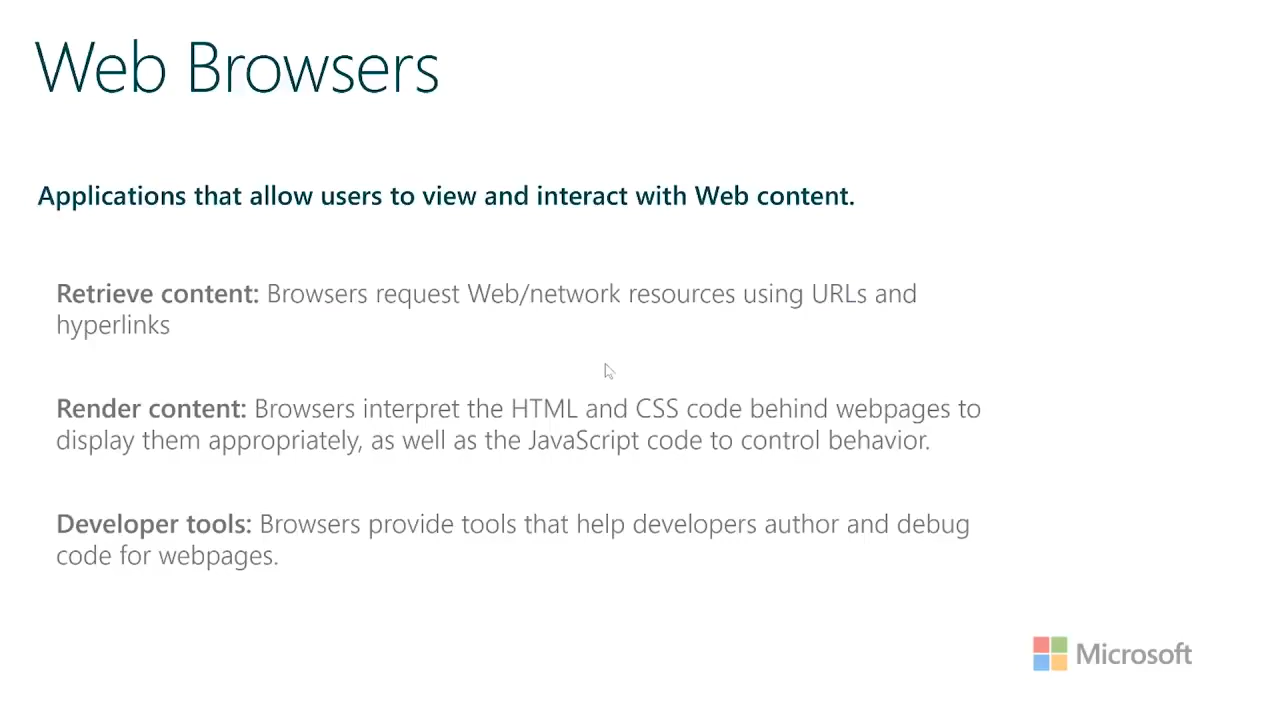 Web Browsers
Applications that allow users to view and interact with Web content.
Retrieve content: Browsers request Web/network resources using URLs and
hyperlinks
Render content: Browsers interpret the HTML and CSS code behind webpages to
display them appropriately, as well as the JavaScript code to control behavior.
Developer tools: Browsers provide tools that help developers author and debug
code for webpages.
Microsoft